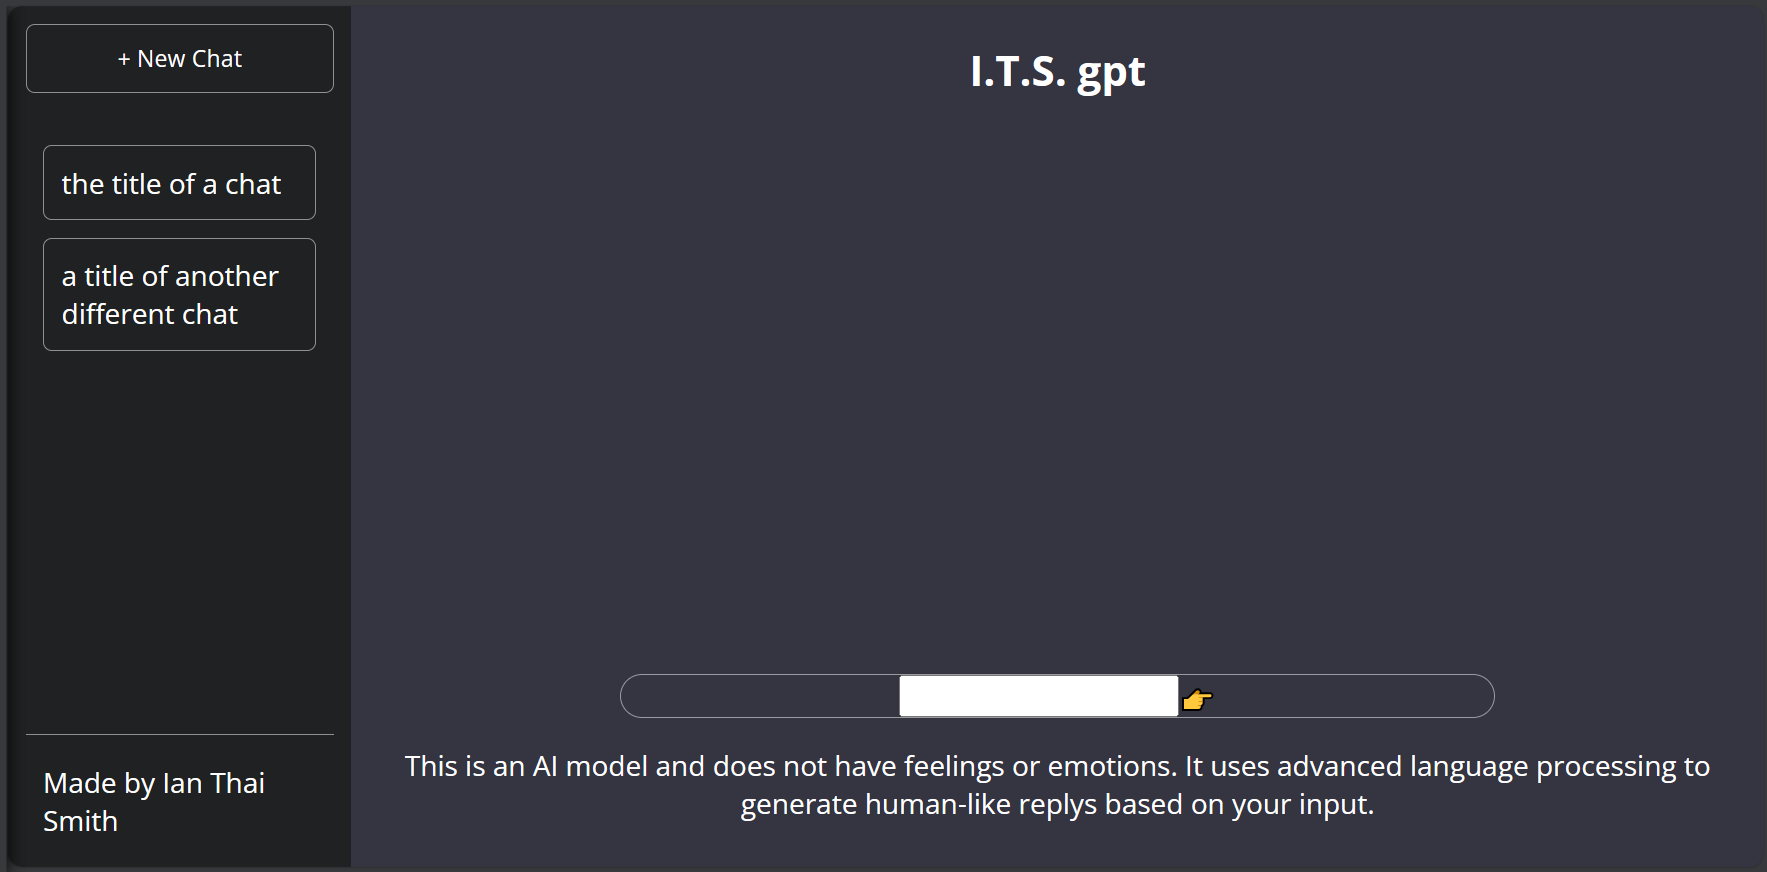 + New Chat
the title of a chat
a title of another
different chat
Made by Ian Thai
Smith
I.T.S. gpt
This is an AI model and does not have feelings or emotions. It uses advanced language processing to
generate human-like replys based on your input.